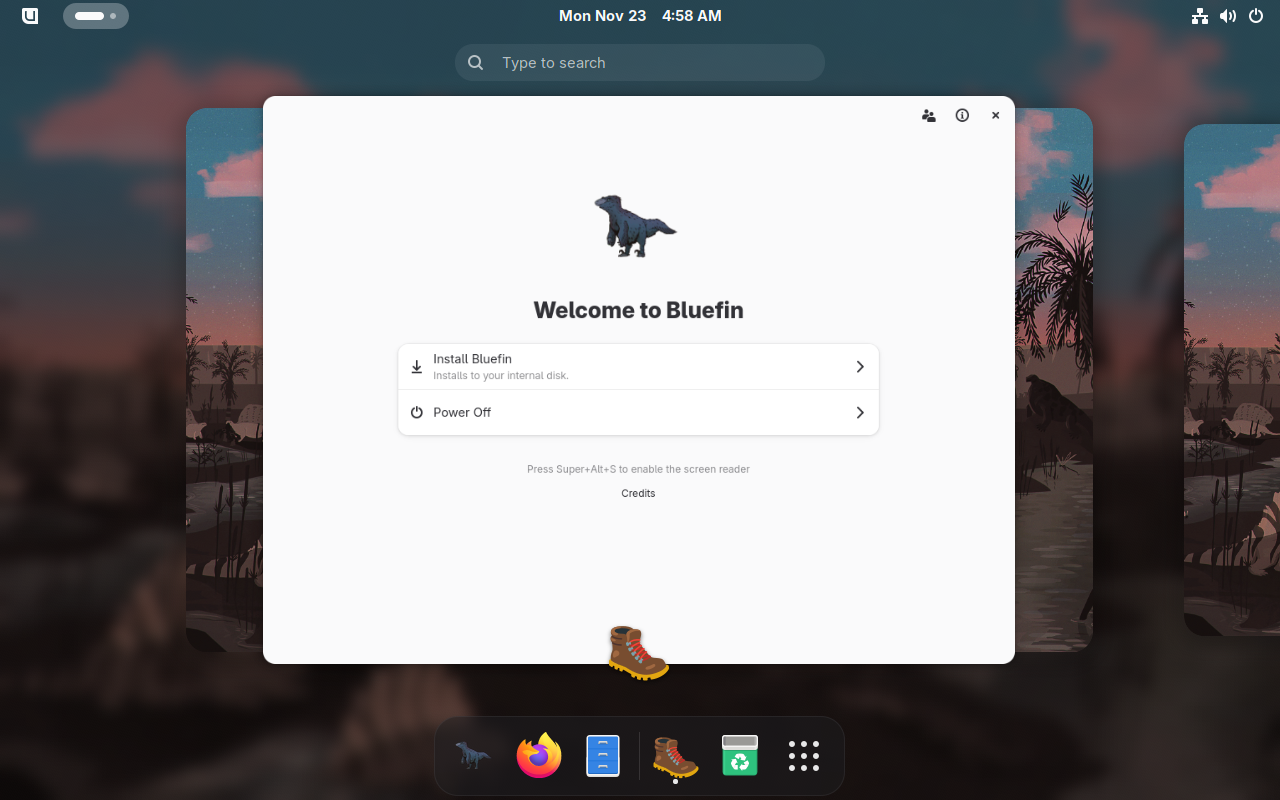 Mon Nov 23 4:58 AM
Type to search
Welcome to Bluefin
Install Bluefin
Installs to your internal disk.
Power Off
Press Super+Alt+S to enable the screen reader
Credits